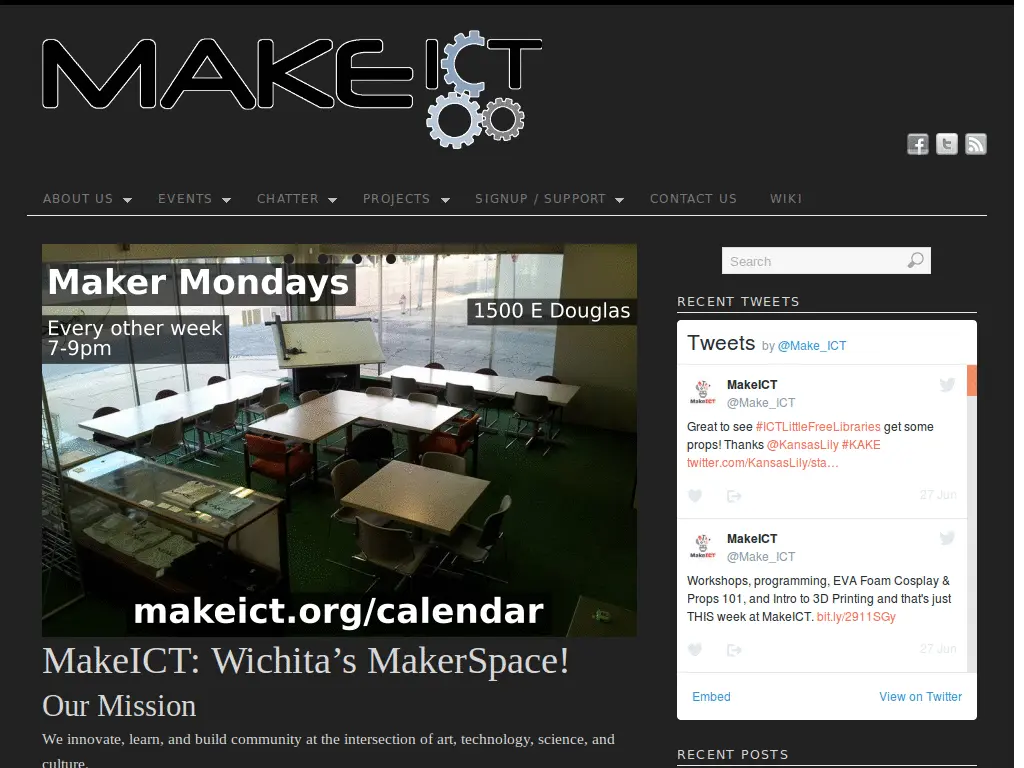 MAKE ICT
ABOUT US EVENTS CHATTER PROJECTS SIGNUP / SUPPORT CONTACT US WIKI
Maker Mondays
Every other week
7-9pm
1500 E Douglas
makeict.org/calendar
MakeICT: Wichita’s MakerSpace!
Our Mission
We innovate, learn, and build community at the intersection of art, technology, science, and
culture.
Search
RECENT TWEETS
Tweets by @Make_ICT
MakeICT
@Make_ICT
Great to see #ICTLittleFreeLibraries get some
props! Thanks @KansasLily #KAKE
twitter.com/KansasLily/sta…
27 Jun
MakeICT
@Make_ICT
Workshops, programming, EVA Foam Cosplay &
Props 101, and Intro to 3D Printing and that's just
THIS week at MakeICT. bit.ly/2911SGy
27 Jun
Embed View on Twitter
RECENT POSTS